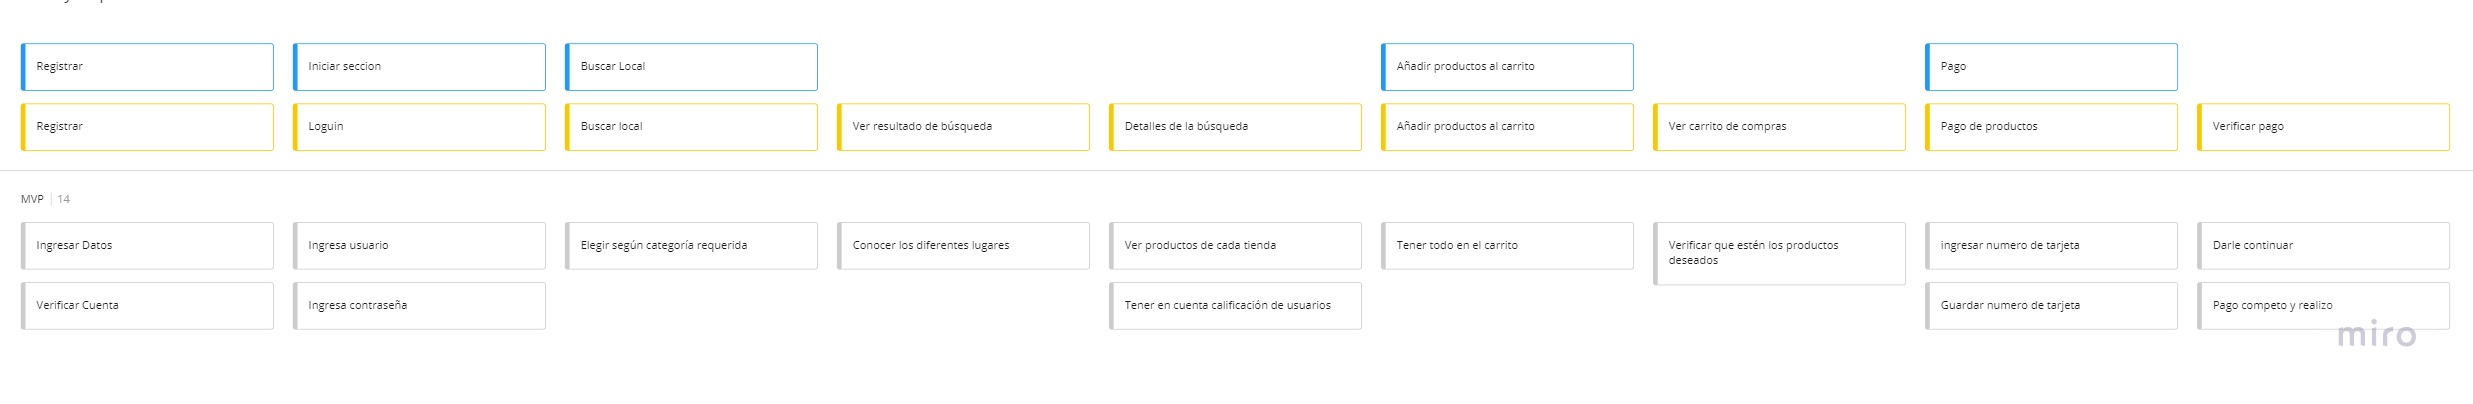 Registrar
Iniciar seccion
Buscar Local
Añadir productos al carrito
Pago
Registrar
Loguin
Buscar local
Ver resultado de búsqueda
Detalles de la búsqueda
Añadir productos al carrito
Ver carrito de compras
Pago de productos
Verificar pago
MVP | 14
Ingresar Datos
Ingresa usuario
Elegir según categoría requerida
Conocer los diferentes lugares
Ver productos de cada tienda
Tener todo en el carrito
Verificar que estén los productos
deseados
ingresar numero de tarjeta
Darle continuar
Verificar Cuenta
Ingresa contraseña
Tener en cuenta calificación de usuarios
Guardar numero de tarjeta
Pago competo y realizo
miro